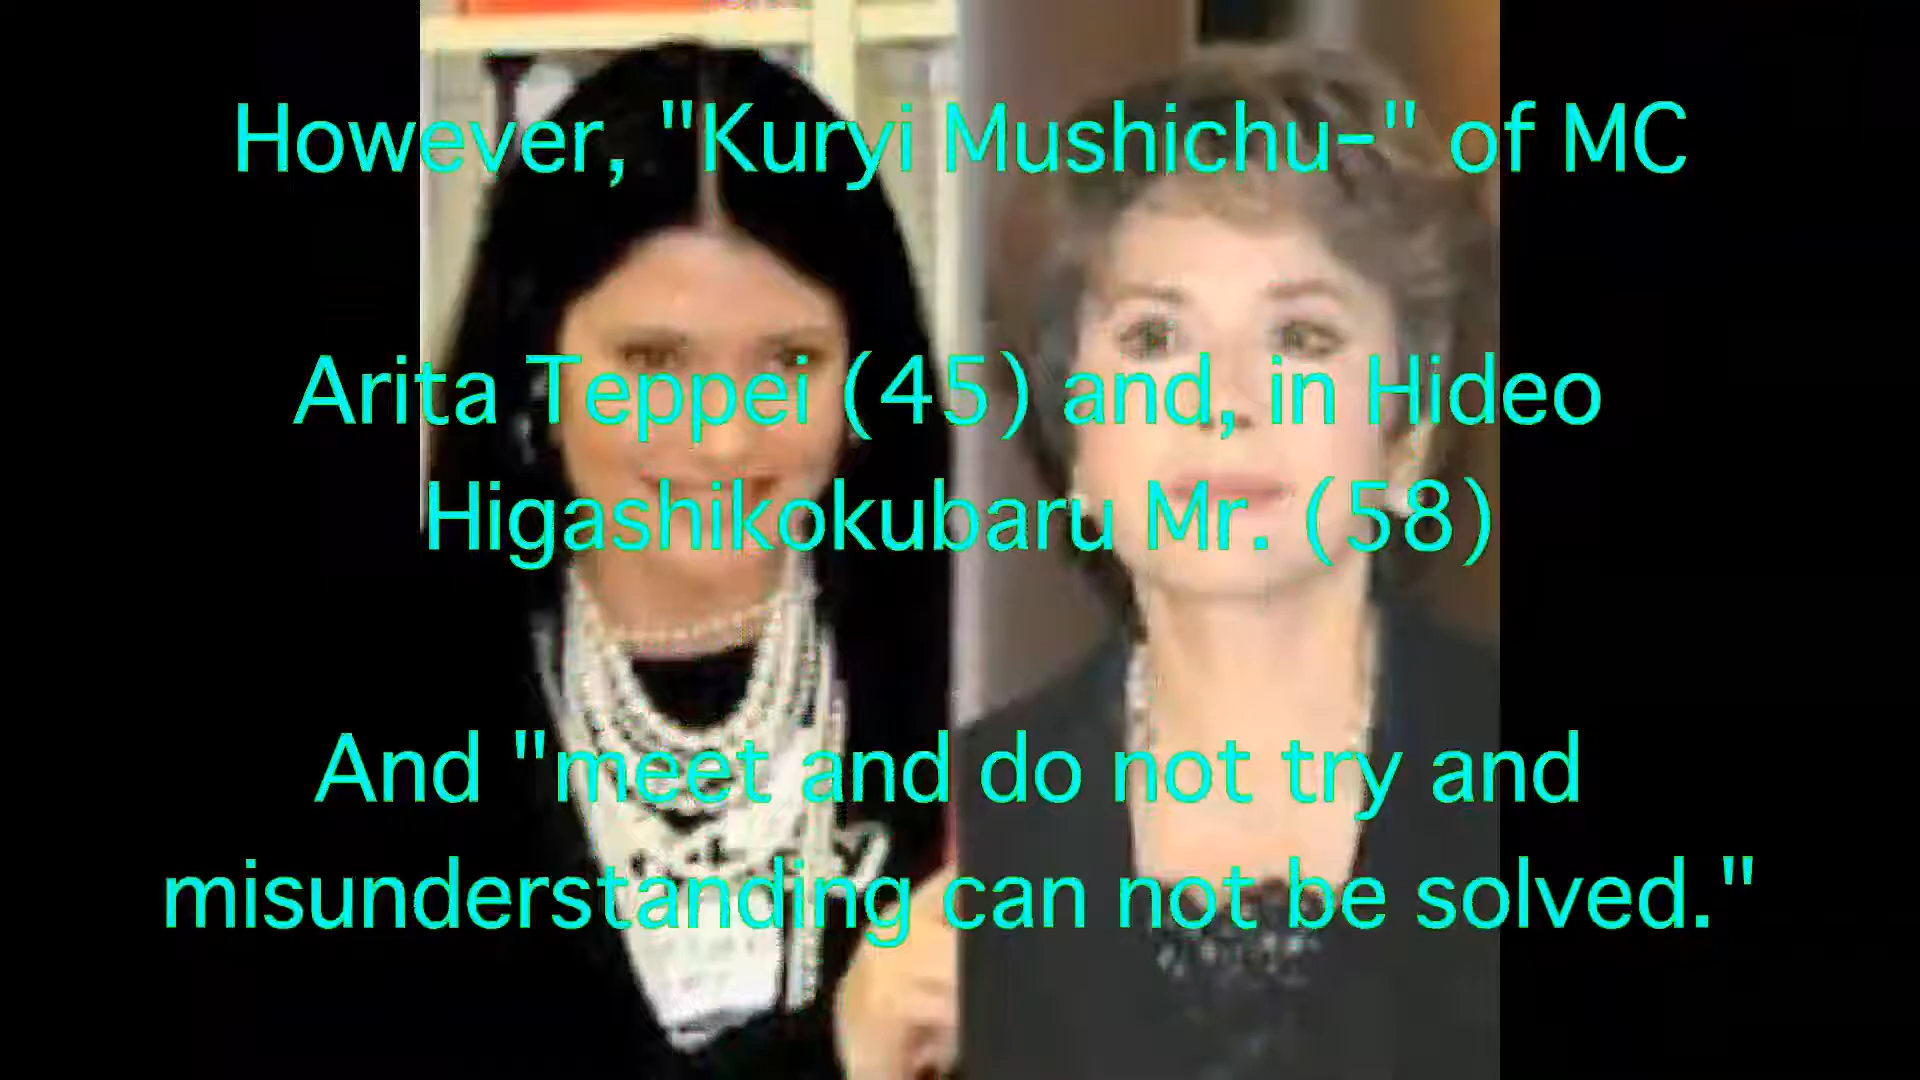 However, "Kuryi Mushichu-" of MC
Arita Teppei (45) and, in Hideo
Higashikokubaru Mr. (58)
And "meet and do not try and
misunderstanding can not be solved."